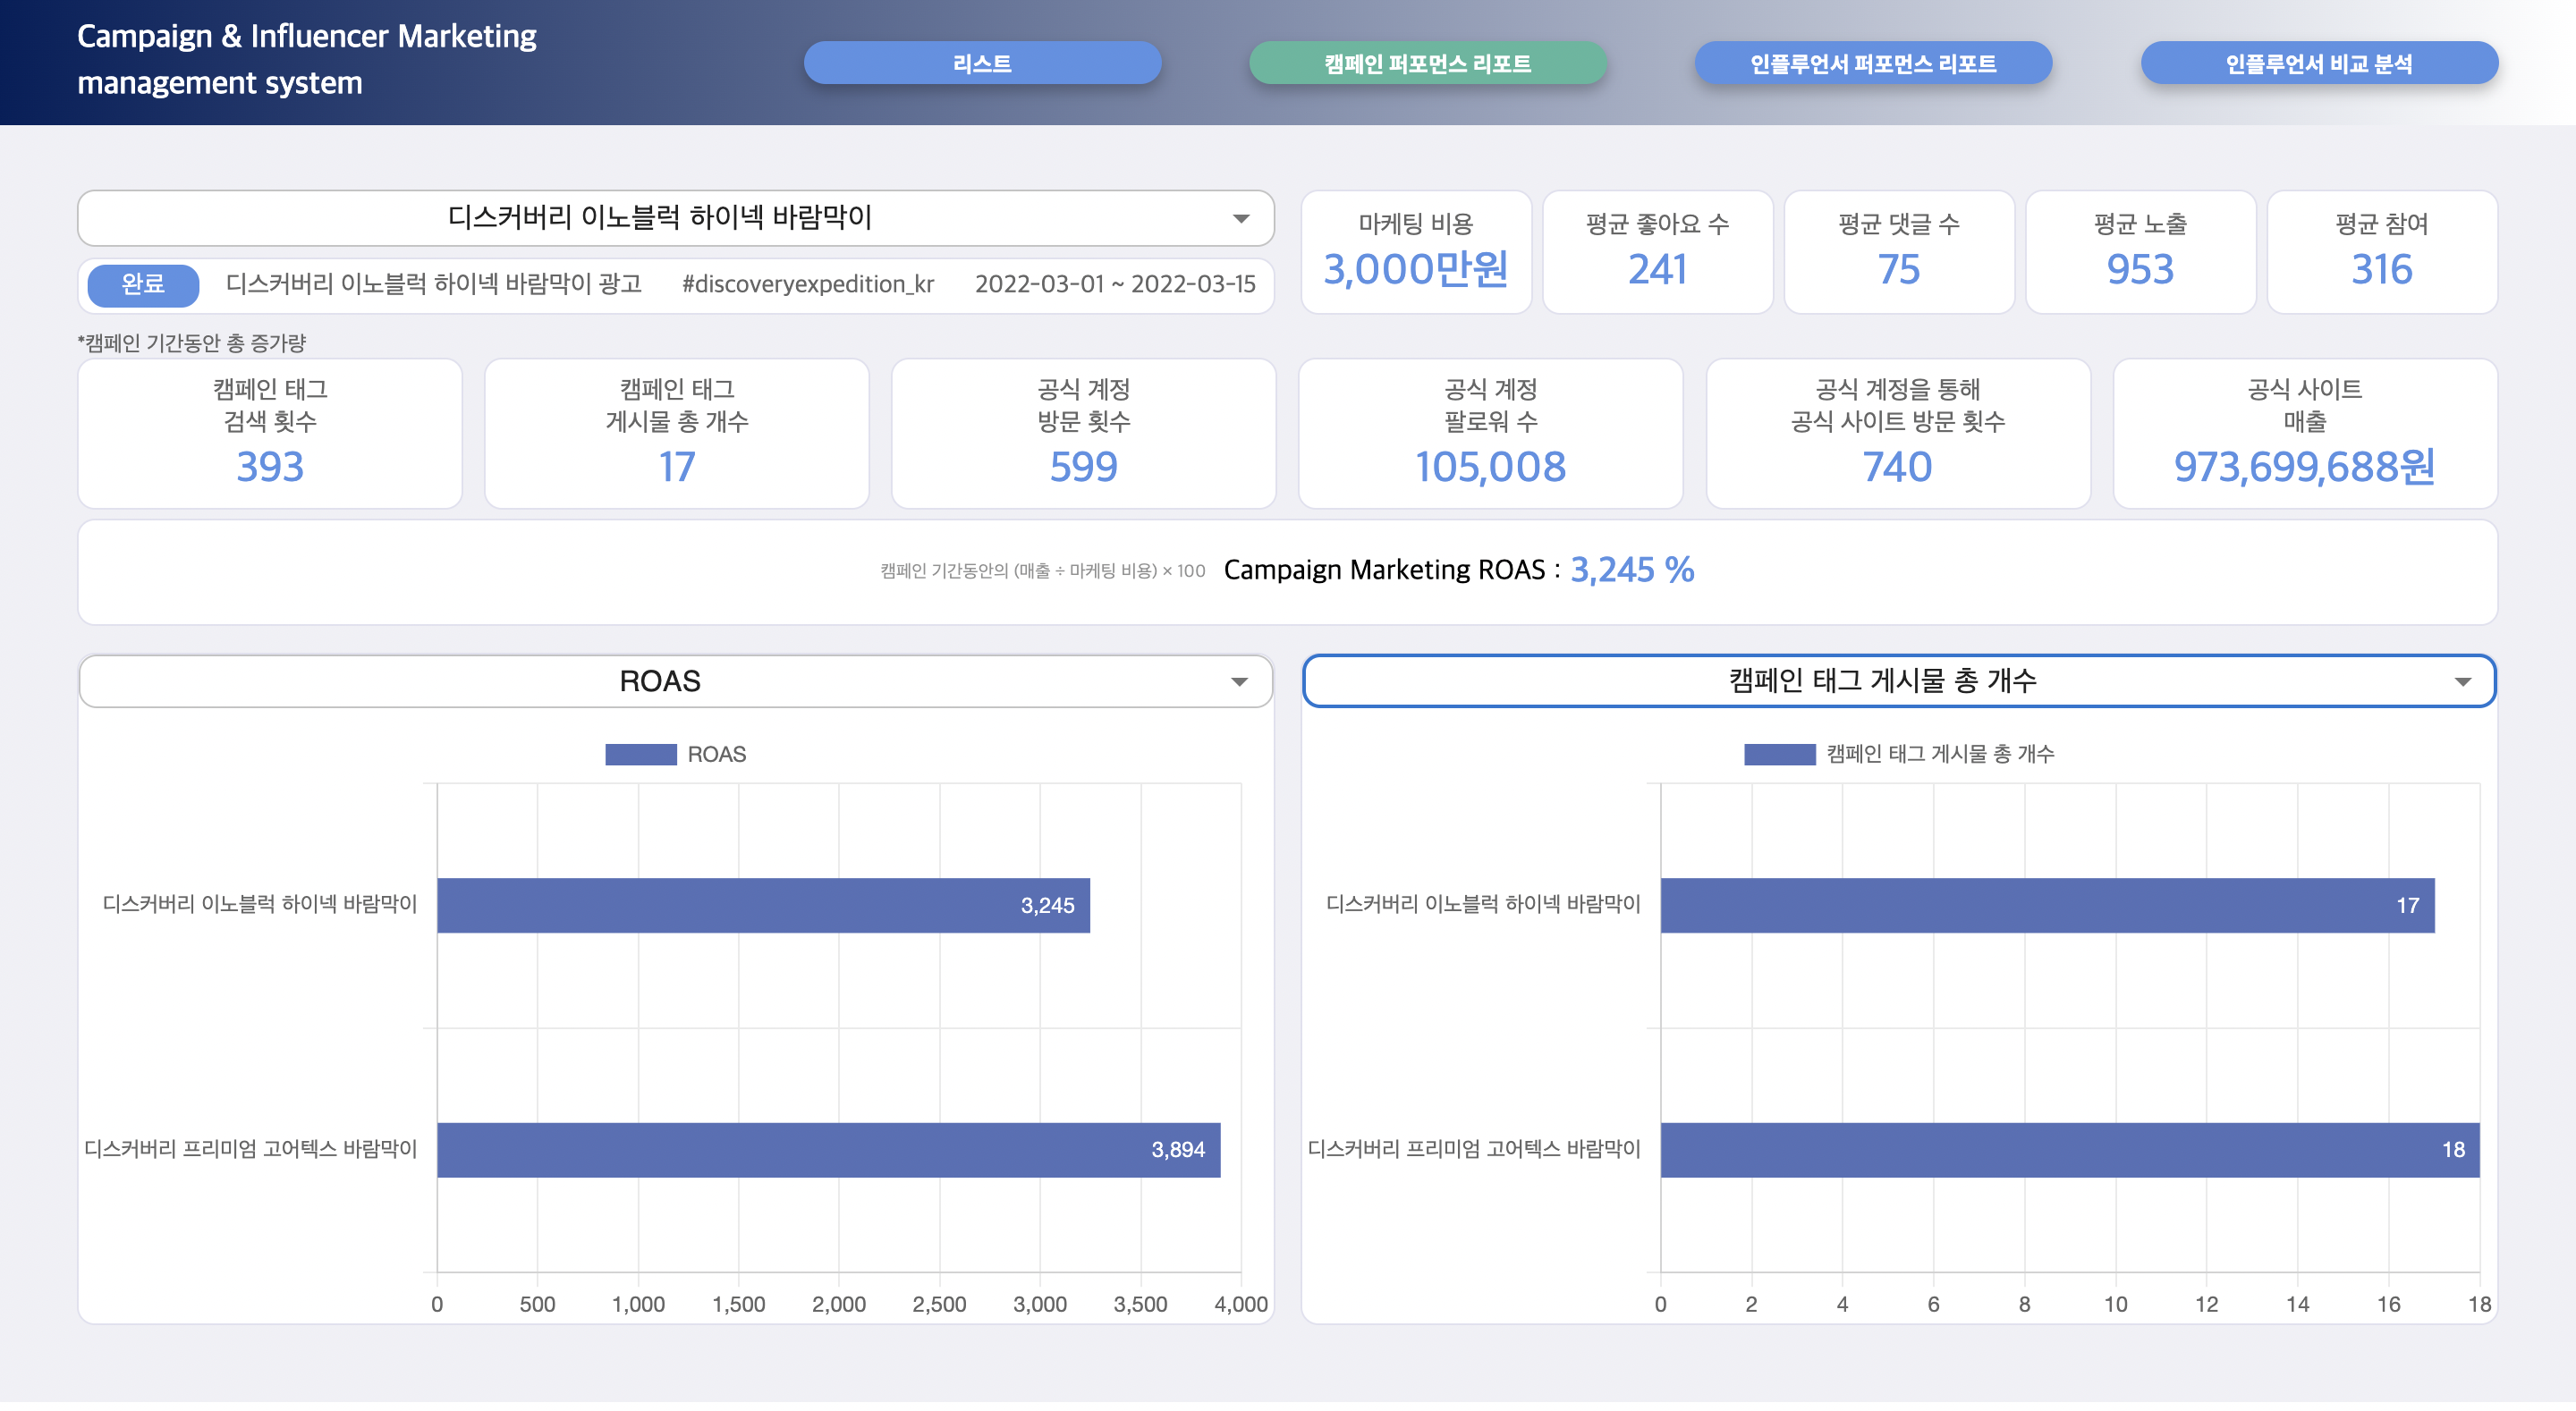 Campaign & Influencer Marketing
management system
리스트
캠페인 퍼포먼스 리포트
인플루언서 퍼포먼스 리포트
인플루언서 비교 분석
디스커버리 이노블럭 하이넥 바람막이
완료 디스커버리 이노블럭 하이넥 바람막이 광고 #discoveryexpedition_kr 2022-03-01 ~ 2022-03-15
마케팅 비용
3,000만원
평균 좋아요 수
241
평균 댓글 수
75
평균 노출
953
평균 참여
316
*캠페인 기간동안 총 증가량
캠페인 태그
검색 횟수
393
캠페인 태그
게시물 총 개수
17
공식 계정
방문 횟수
599
공식 계정
팔로워 수
105,008
공식 계정을 통해
공식 사이트 방문 횟수
740
공식 사이트
매출
973,699,688원
캠페인 기간동안의 (매출 ÷ 마케팅 비용) × 100 Campaign Marketing ROAS : 3,245 %
ROAS
ROAS
디스커버리 이노블럭 하이넥 바람막이
3,245
디스커버리 프리미엄 고어텍스 바람막이
3,894
0 500 1,000 1,500 2,000 2,500 3,000 3,500 4,000
캠페인 태그 게시물 총 개수
캠페인 태그 게시물 총 개수
디스커버리 이노블럭 하이넥 바람막이
17
디스커버리 프리미엄 고어텍스 바람막이
18
0 2 4 6 8 10 12 14 16 18